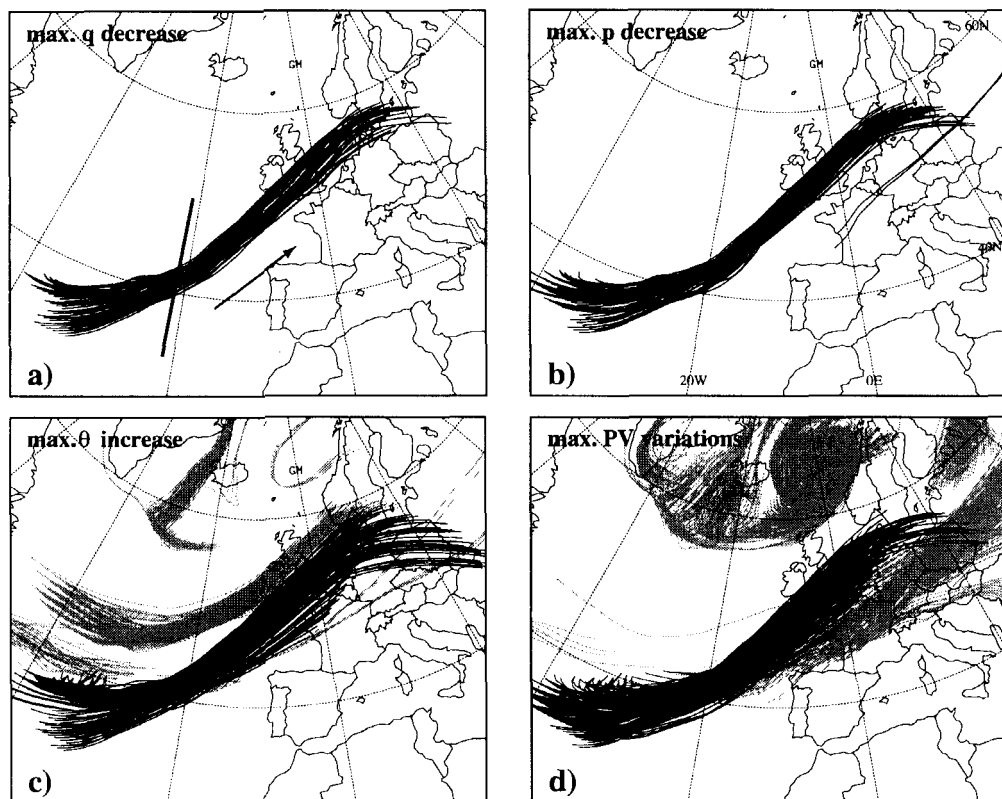 max. q decrease
GM
a)
max. p decrease
60N
GM
40N
20W
0E
b)
max. θ increase
GM
c)
max. PV variations
d)